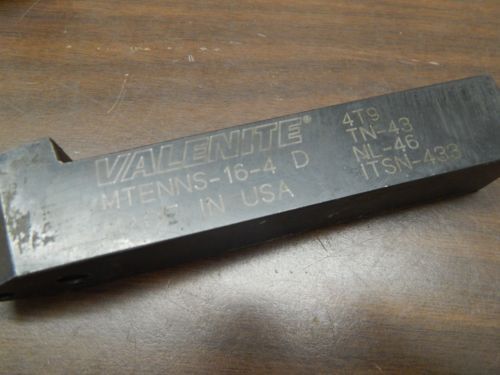 VALENITE®
MTENNS-16-4 D
IN USA
4T9
TN-43
NL-46
ITSN-433